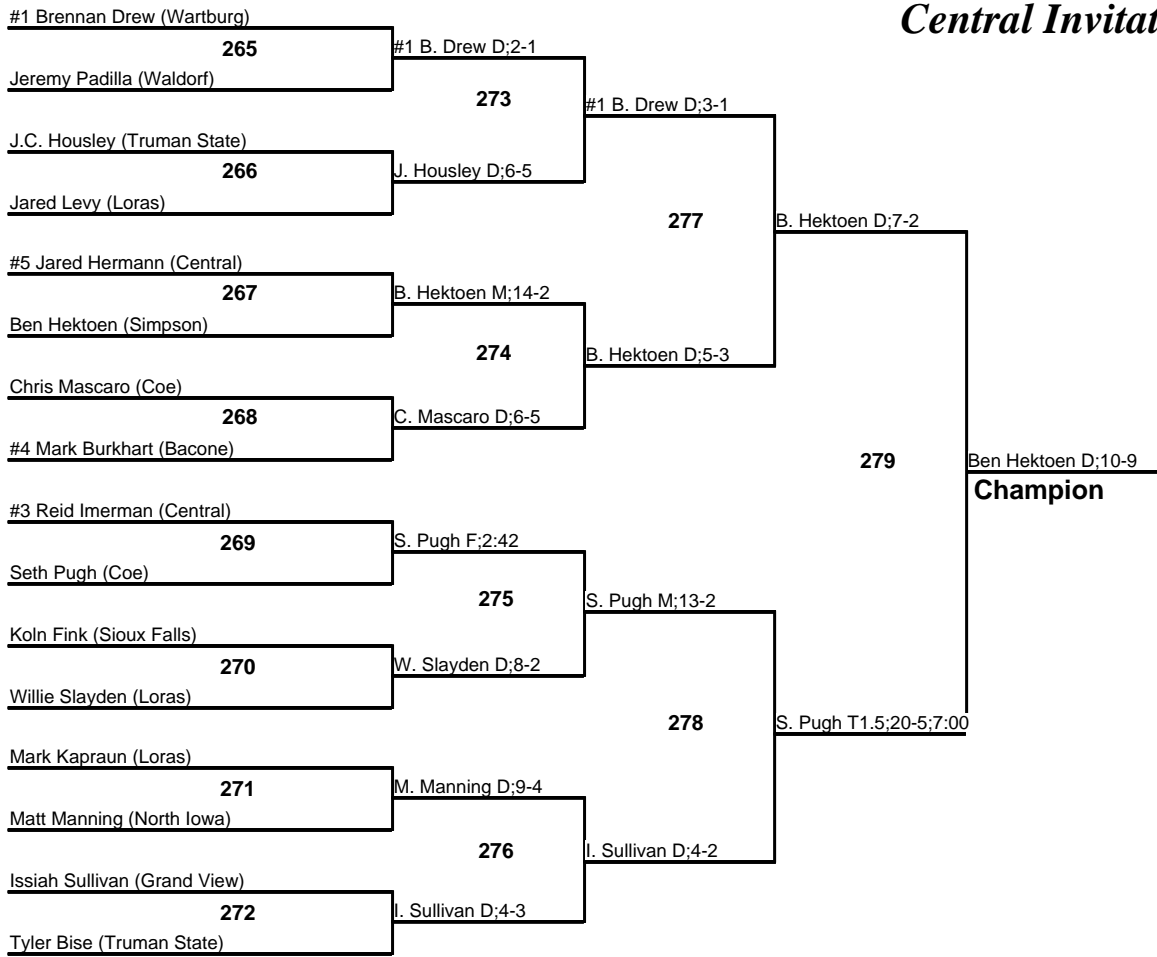 Central Invitat
#1 Brennan Drew (Wartburg)
265
#1 B. Drew D;2-1
Jeremy Padilla (Waldorf)
273
#1 B. Drew D;3-1
J.C. Housley (Truman State)
266
J. Housley D;6-5
Jared Levy (Loras)
277
B. Hektoen D;7-2
#5 Jared Hermann (Central)
267
B. Hektoen M;14-2
Ben Hektoen (Simpson)
274
B. Hektoen D;5-3
Chris Mascaro (Coe)
268
C. Mascaro D;6-5
#4 Mark Burkhart (Bacone)
279
Ben Hektoen D;10-9
Champion
#3 Reid Imerman (Central)
269
S. Pugh F;2:42
Seth Pugh (Coe)
275
S. Pugh M;13-2
Koln Fink (Sioux Falls)
270
W. Slayden D;8-2
Willie Slayden (Loras)
278
S. Pugh T1.5;20-5;7:00
Mark Kapraun (Loras)
271
M. Manning D;9-4
Matt Manning (North Iowa)
276
I. Sullivan D;4-2
Issiah Sullivan (Grand View)
272
I. Sullivan D;4-3
Tyler Bise (Truman State)